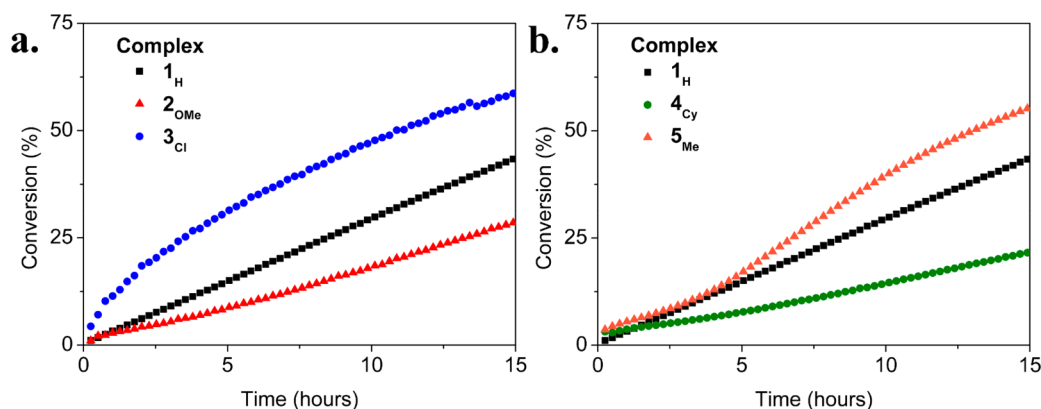 a.
Complex
1H
2OMe
3Cl
Conversion (%)
75
50
25
0
0
5
10
15
Time (hours)
b.
Complex
1H
4Cy
5Me
Conversion (%)
75
50
25
0
0
5
10
15
Time (hours)